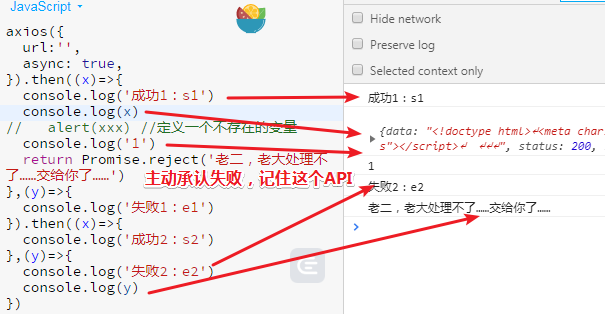 JavaScript
axios({
url:'',
async: true,
}).then((x)=>{
console.log('成功1：s1')
console.log(x)
// alert(xxx) //定义一个不存在的变量
console.log('1')
return Promise.reject('老二，老大处理不
了……交给你了……')
},(y)=>{
console.log('失败1：e1')
}).then((x)=>{
console.log('成功2：s2')
},(y)=>{
console.log('失败2：e2')
console.log(y)
})
主动承认失败，记住这个API
Hide network
Preserve log
Selected context only
成功1：s1
{data: "<!doctype html>↵<meta char
s"></script>↵ ↵↵↵", status: 200,
1
失败2：e2
老二，老大处理不了……交给你了……